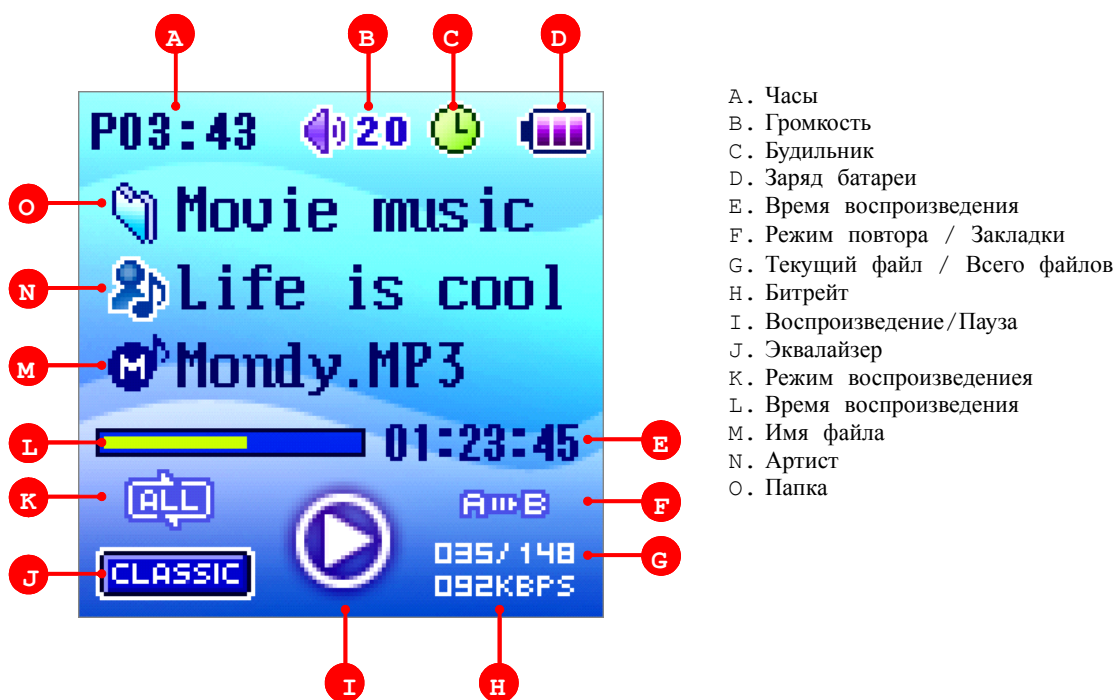 A B C D
P03:43 20
O Movie music
N Life is cool
M Mondy.MP3
L 01:23:45 E
K ALL A B F
J CLASSIC 035/148 G
092KBPS
I H
A. Часы
B. Громкость
C. Будильник
D. Заряд батареи
E. Время воспроизведения
F. Режим повтора / Закладки
G. Текущий файл / Всего файлов
H. Битрейт
I. Воспроизведение/Пауза
J. Эквалайзер
K. Режим воспроизведениея
L. Время воспроизведения
M. Имя файла
N. Артист
O. Папка